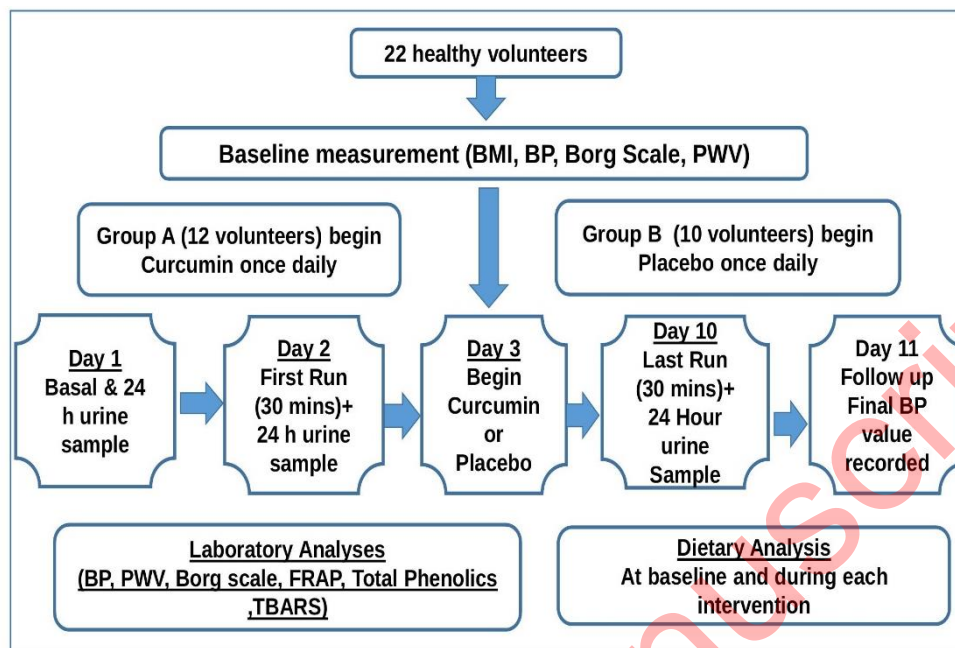 22 healthy volunteers
Baseline measurement (BMI, BP, Borg Scale, PWV)
Group A (12 volunteers) begin
Curcumin once daily
Group B (10 volunteers) begin
Placebo once daily
Day 1
Basal & 24
h urine
sample
Day 2
First Run
(30 mins)+
24 h urine
sample
Day 3
Begin
Curcumin
or
Placebo
Day 10
Last Run
(30 mins)+
24 Hour
urine
Sample
Day 11
Follow up
Final BP
value
recorded
Laboratory Analyses
(BP, PWV, Borg scale, FRAP, Total Phenolics
,TBARS)
Dietary Analysis
At baseline and during each
intervention